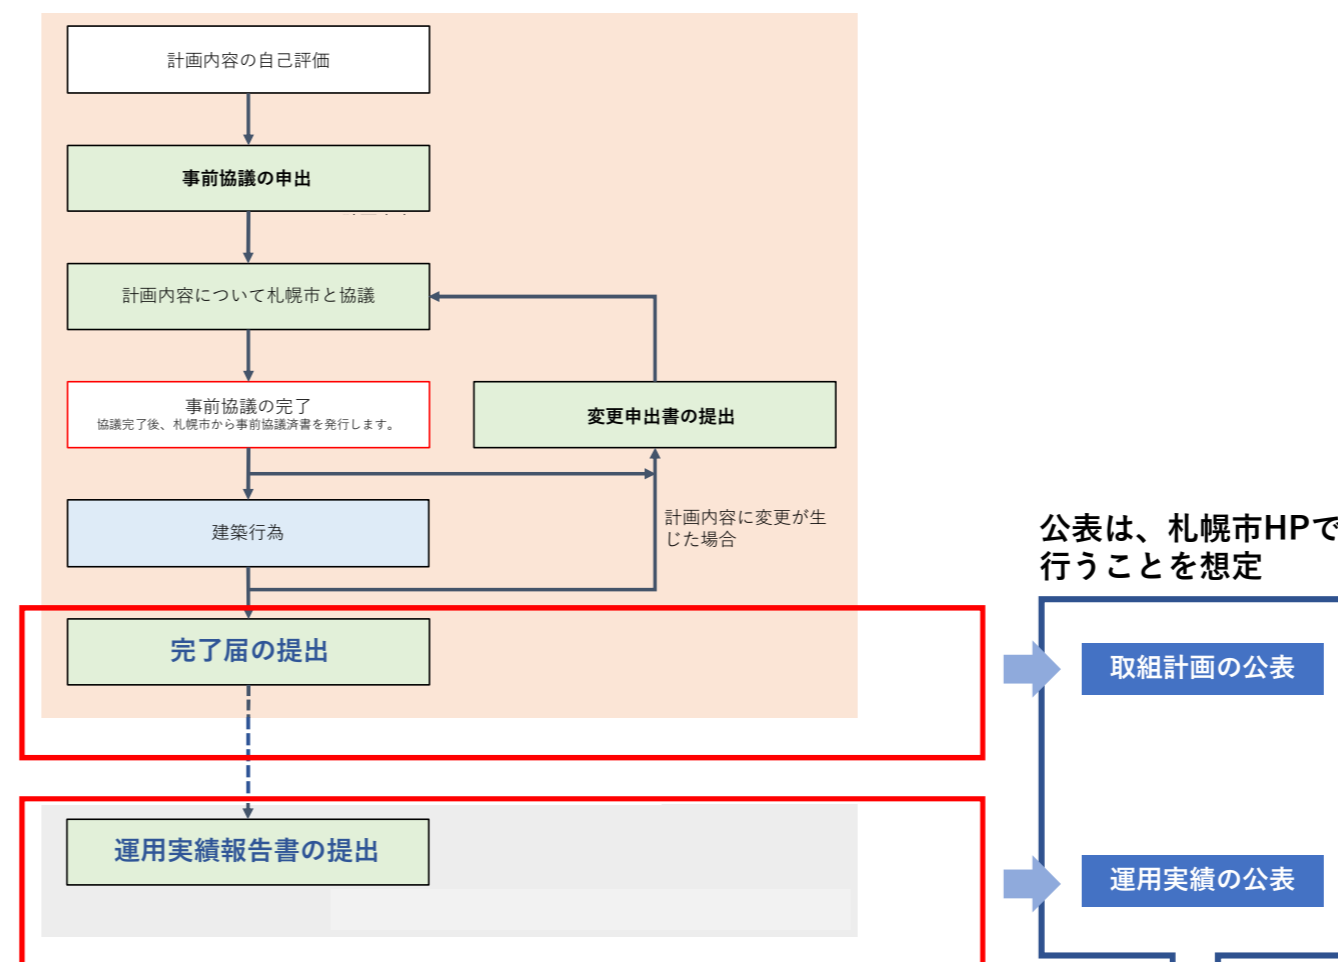 計画内容の自己評価
事前協議の申出
計画内容について札幌市と協議
事前協議の完了
協議完了後、札幌市から事前協議済書を発行します。
変更申出書の提出
建築行為
計画内容に変更が生
じた場合
完了届の提出
運用実績報告書の提出
公表は、札幌市HPで
行うことを想定
取組計画の公表
運用実績の公表